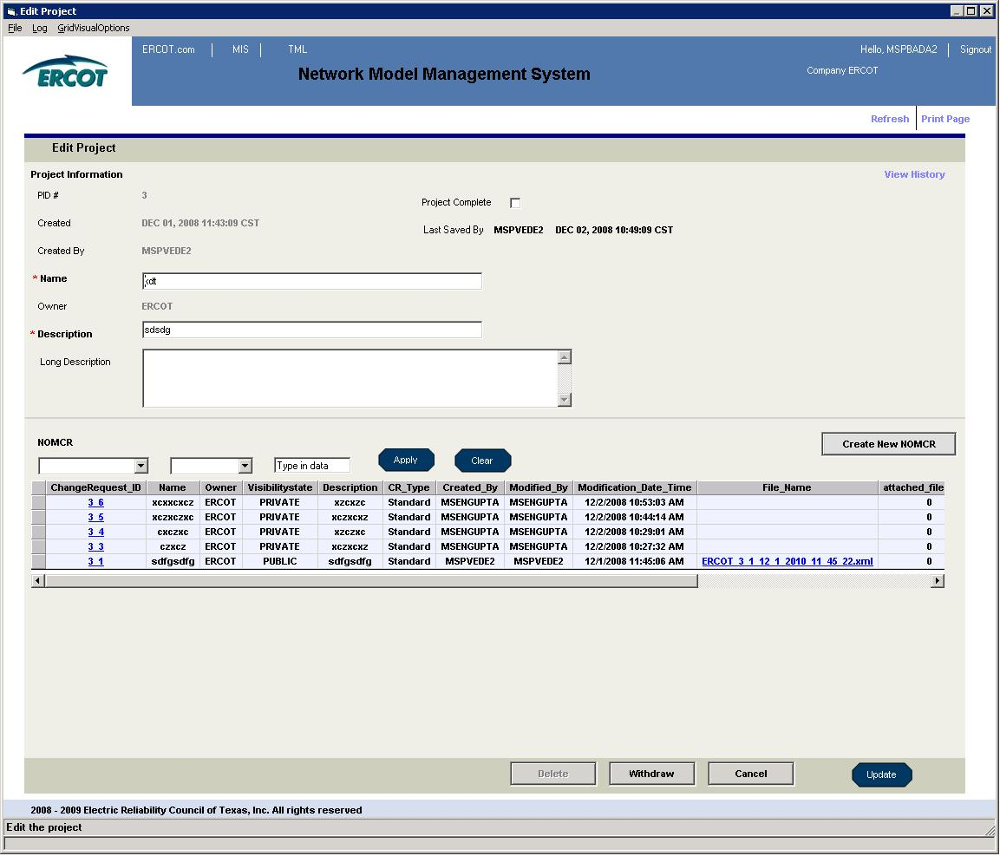 Edit Project
File Log GridVisualOptions
ERCOT
ERCOT.com MIS TML Hello, MSPBADA2 Signout
Network Model Management System Company ERCOT
Refresh Print Page
Edit Project
Project Information View History
PID # 3
Project Complete
Created DEC 01, 2008 11:43:09 CST
Last Saved By MSPVEDE2 DEC 02, 2008 10:49:09 CST
Created By MSPVEDE2
* Name kdt
Owner ERCOT
* Description sdsdg
Long Description
NOMCR Create New NOMCR
Type in data Apply Clear
ChangeRequest_ID Name Owner Visibilitystate Description CR_Type Created_By Modified_By Modification_Date_Time File_Name attached_file
3_6 xcxxcxcz ERCOT PRIVATE xzcxzc Standard MSENGUPTA MSENGUPTA 12/2/2008 10:53:03 AM 0
3_5 xczxczxc ERCOT PRIVATE xczxzxc Standard MSENGUPTA MSENGUPTA 12/2/2008 10:44:14 AM 0
3_4 cxczxc ERCOT PRIVATE xzczxc Standard MSENGUPTA MSENGUPTA 12/2/2008 10:29:01 AM 0
3_3 czxcz ERCOT PRIVATE xczxcxz Standard MSENGUPTA MSENGUPTA 12/2/2008 10:27:32 AM 0
3_1 sdfgsdfg ERCOT PUBLIC sdfgsdfg Standard MSPVEDE2 MSPVEDE2 12/1/2008 11:45:06 AM ERCOT_3_1_12_1_2010_11_45_22.xml 0
Delete Withdraw Cancel Update
2008 - 2009 Electric Reliability Council of Texas, Inc. All rights reserved
Edit the project